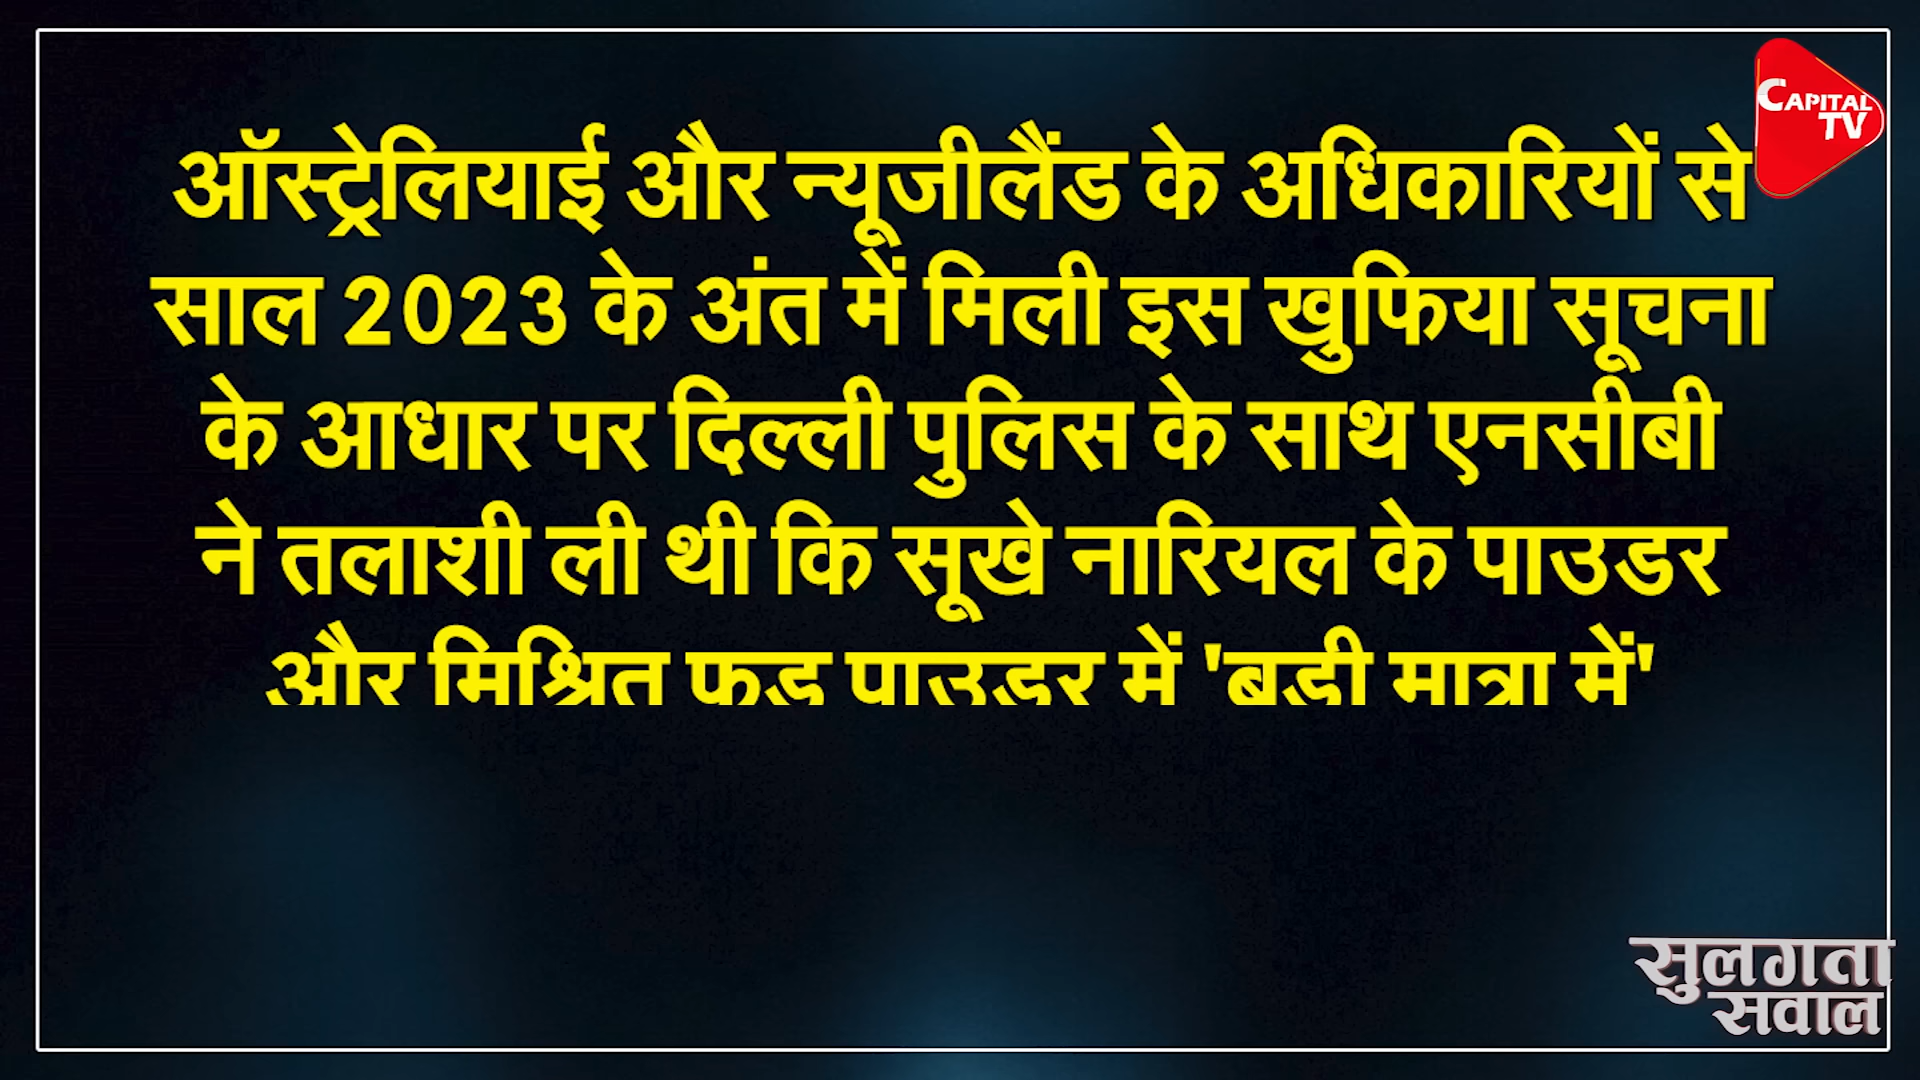 ऑस्ट्रेलियाई और न्यूजीलैंड के अधिकारियों से
साल 2023 के अंत में मिली इस खुफिया सूचना
के आधार पर दिल्ली पुलिस के साथ एनसीबी
ने तलाशी ली थी कि सूखे नारियल के पाउडर
और मिश्रित फूड पाउडर में 'बड़ी मात्रा में'
CAPITAL
TV
सुलगता
सवाल